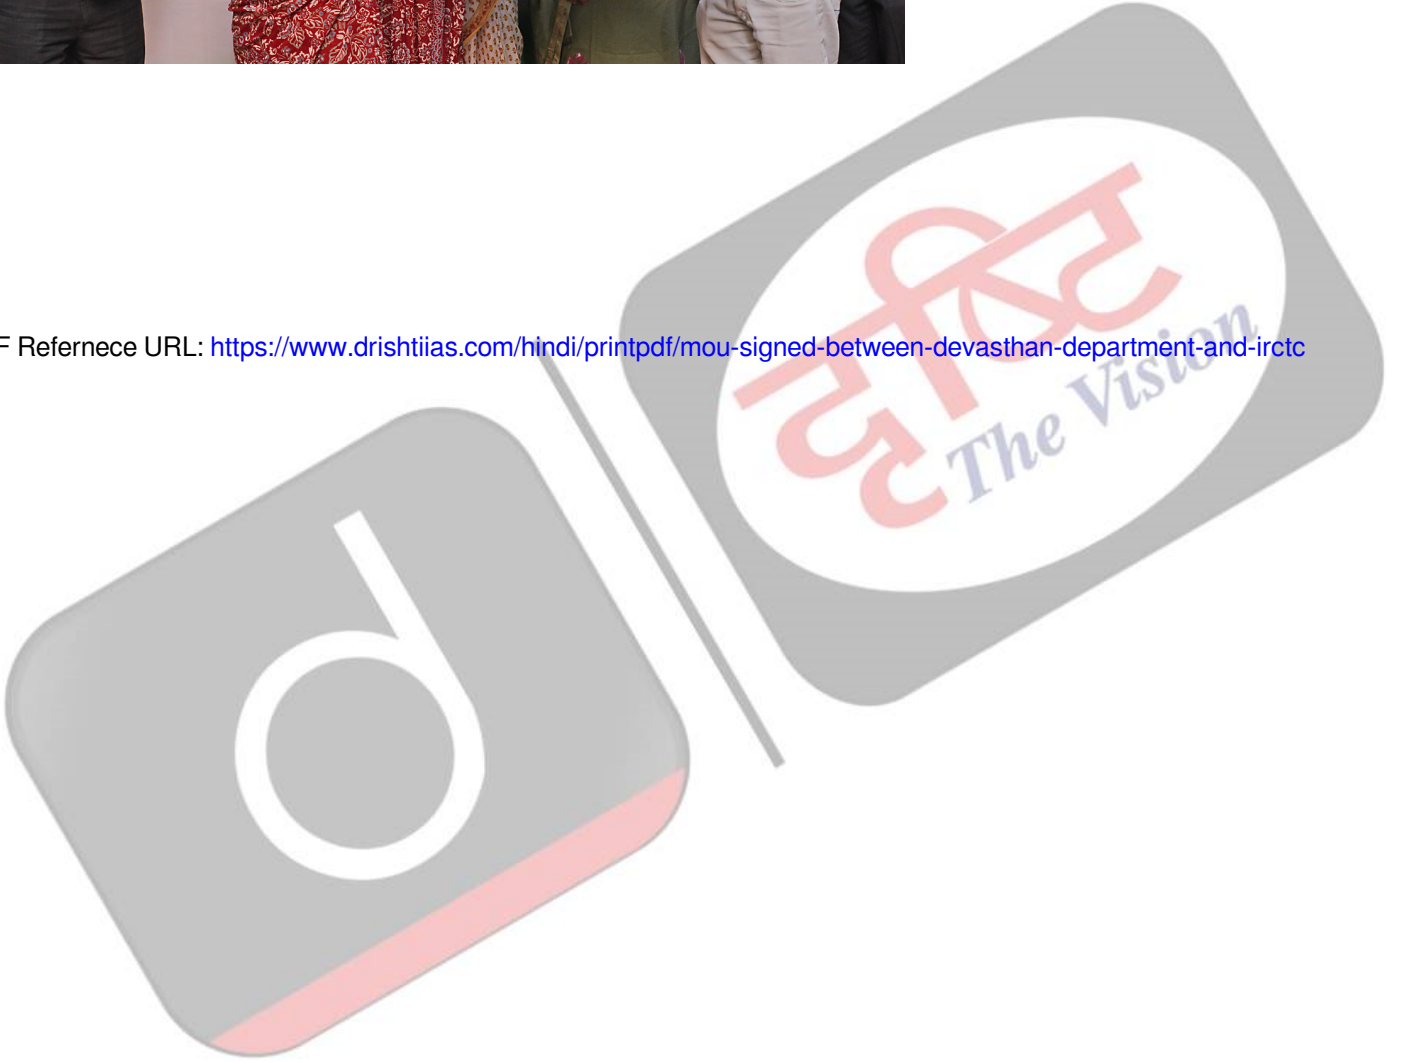 F Refernece URL: https://www.drishtiias.com/hindi/printpdf/mou-signed-between-devasthan-department-and-irctc
दृष्टि
The Vision
d